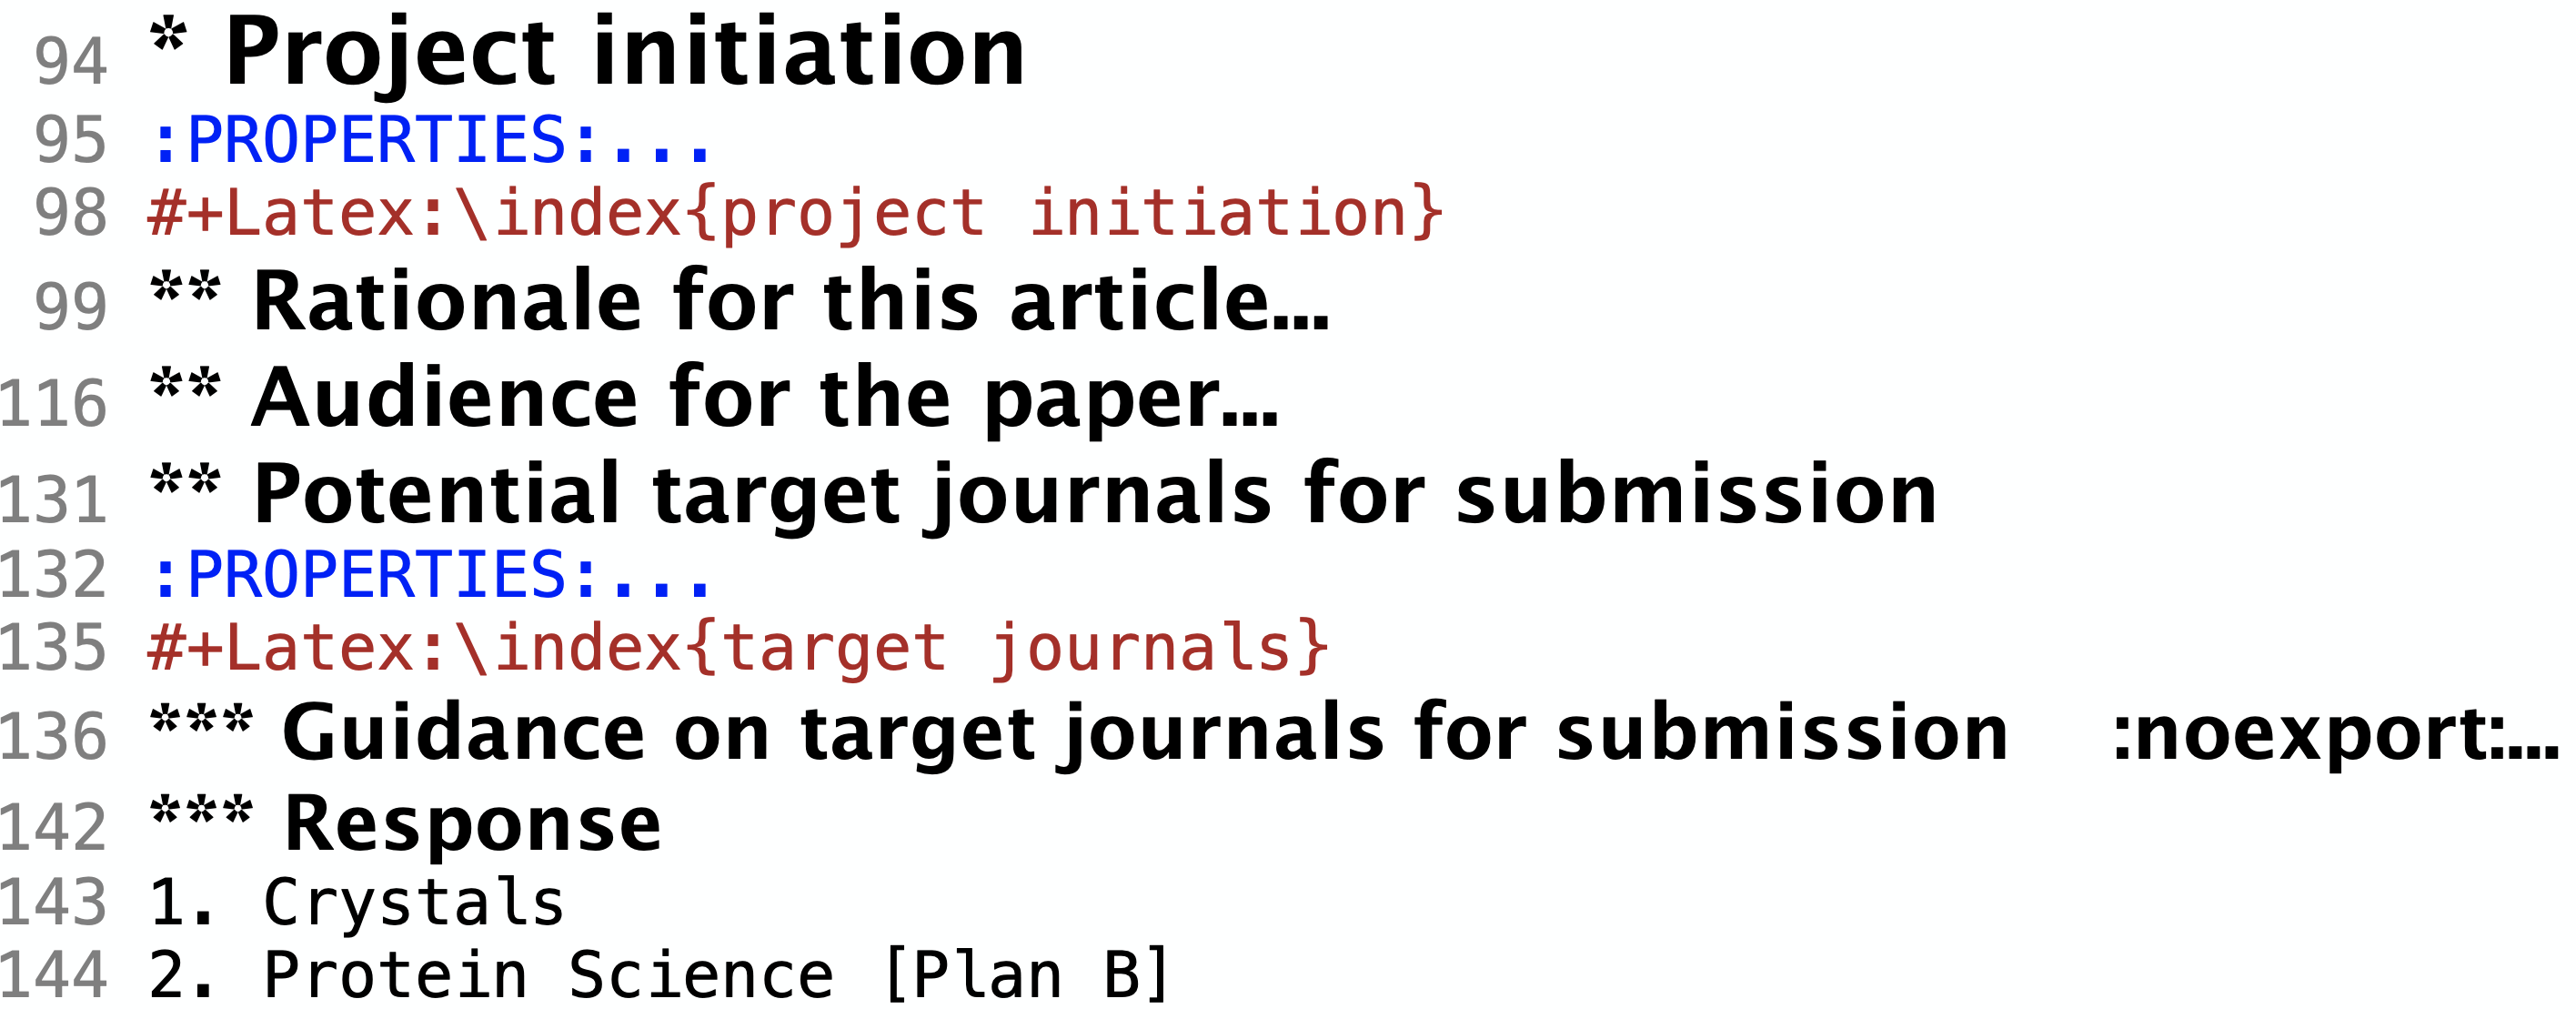 94 * Project initiation
95 :PROPERTIES:...
98 #+Latex:\index{project initiation}
99 ** Rationale for this article...
116 ** Audience for the paper...
131 ** Potential target journals for submission
132 :PROPERTIES:...
135 #+Latex:\index{target journals}
136 *** Guidance on target journals for submission :noexport:...
142 *** Response
143 1. Crystals
144 2. Protein Science [Plan B]